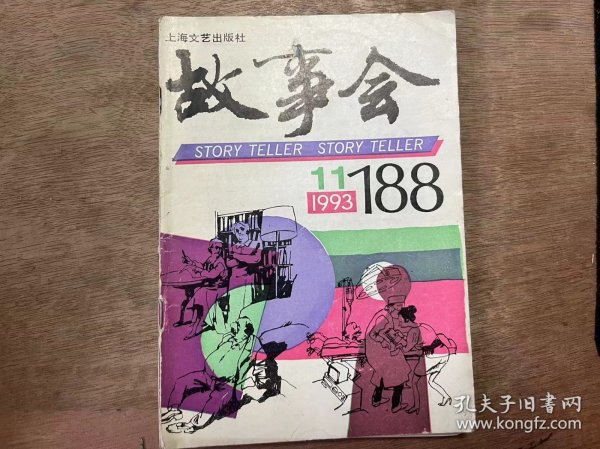 上海文艺出版社
故事会
STORY TELLER STORY TELLER
11
1993
188
孔夫子旧书网
www.kongfz.com